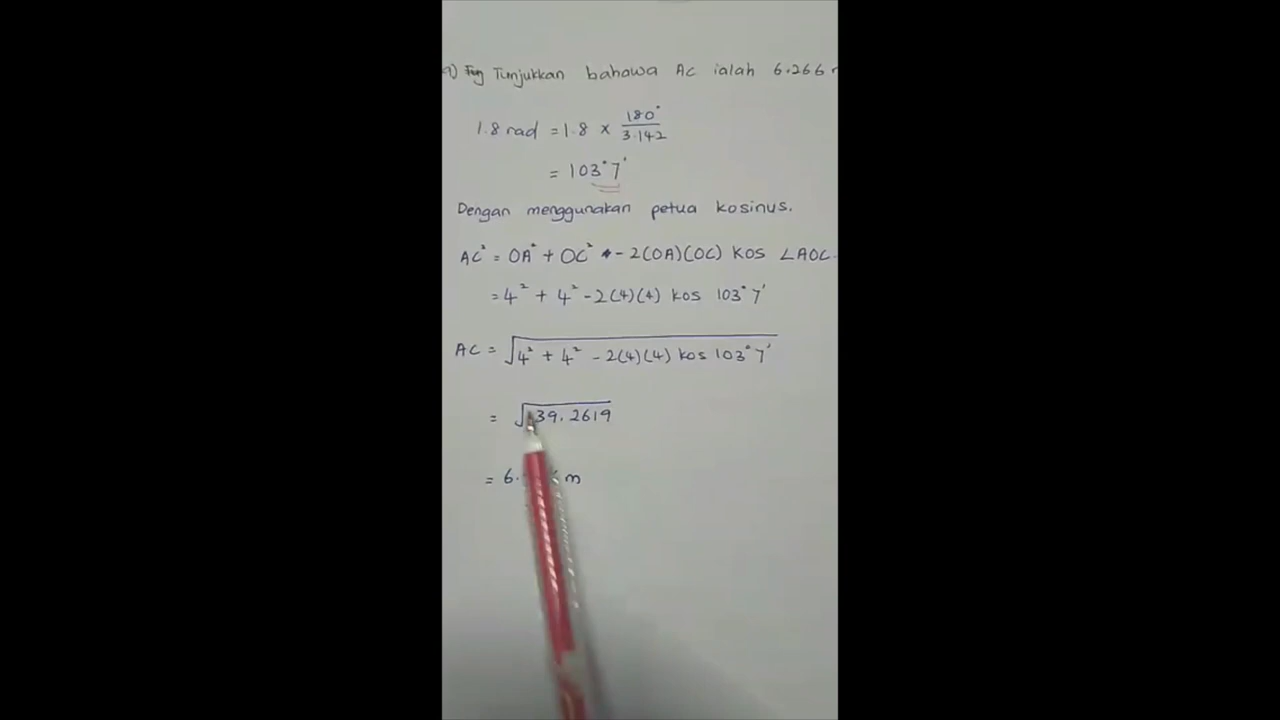 a) Tunjukkan bahawa AC ialah 6.266
1.8 rad = 1.8 × 180°/3.142
= 103°7'
Dengan menggunakan petua kosinus.
AC² = OA² + OC² - 2(OA)(OC) kos ∠AOC.
= 4² + 4² - 2(4)(4) kos 103°7'
AC = √4² + 4² - 2(4)(4) kos 103°7'
= √39.2619
= 6. m